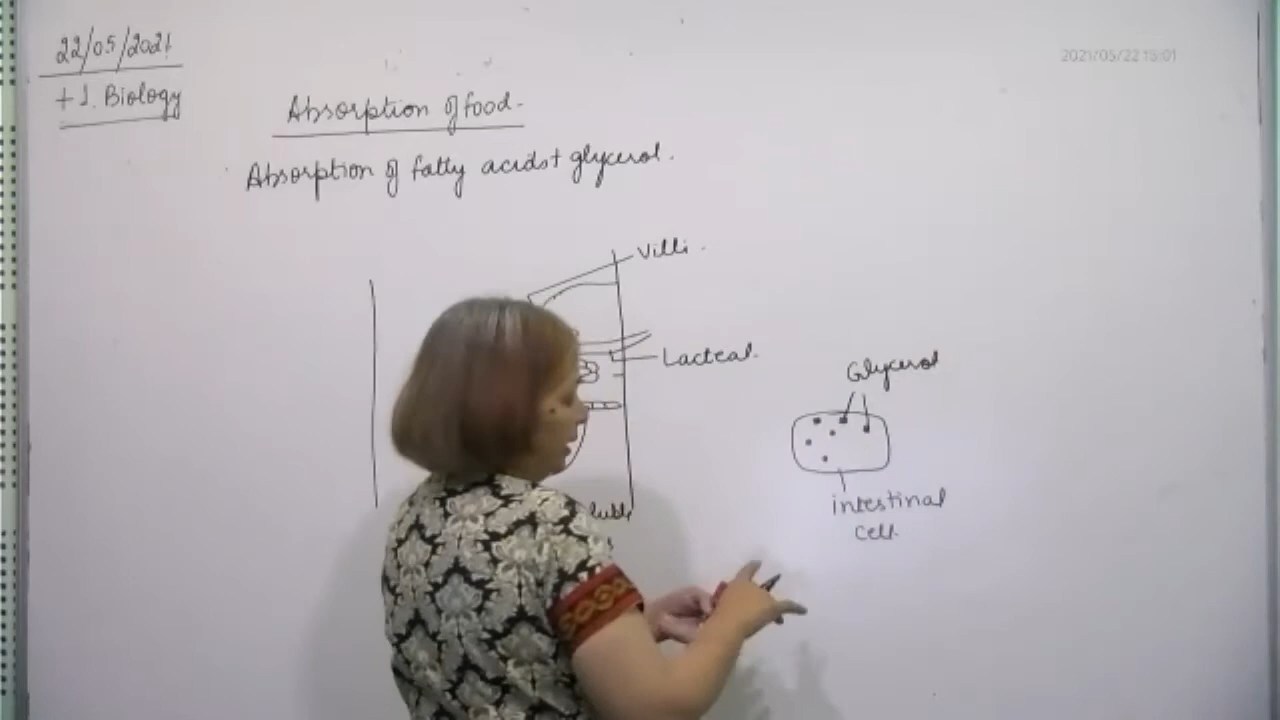 22/05/2021
+1. Biology
2021/05/22 15:01
Absorption of food.
Absorption of fatty acids + glycerol.
Villi.
Lacteal.
Glycerol
intestinal
cell.